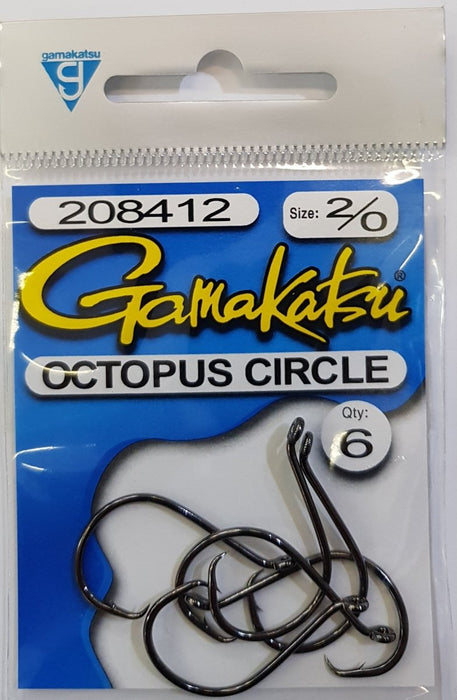 gamakatsu
208412
Size: 2/0
Gamakatsu®
OCTOPUS CIRCLE
Qty:
6